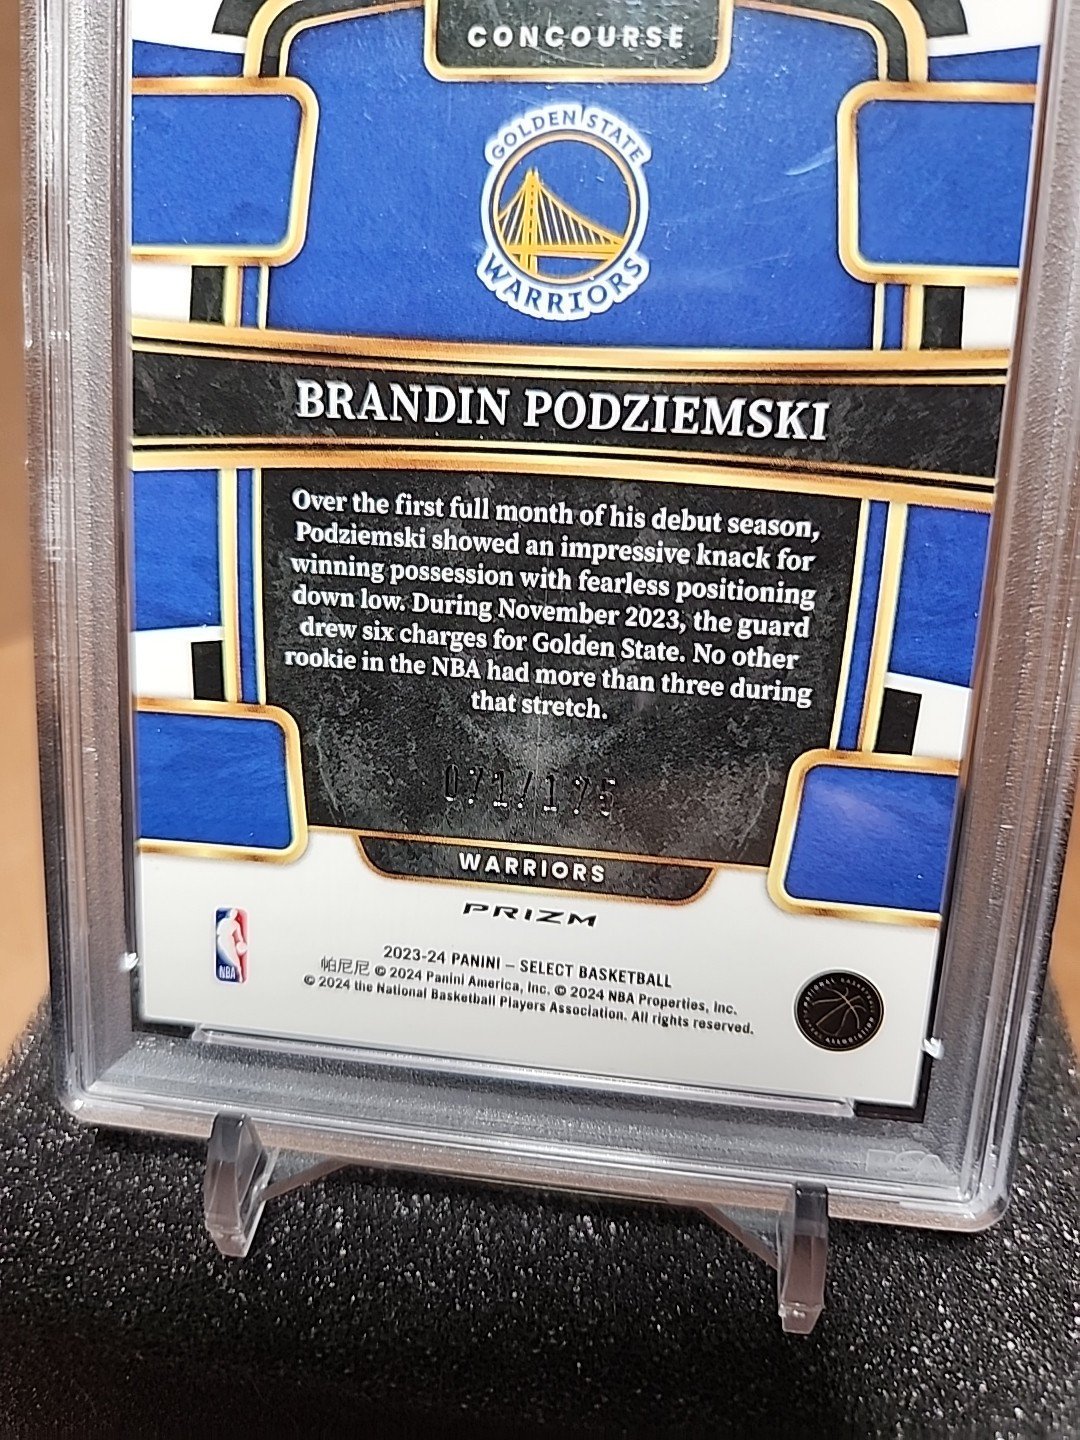 CONCOURSE
GOLDEN STATE
WARRIORS
BRANDIN PODZIEMSKI
Over the first full month of his debut season,
Podziemski showed an impressive knack for
winning possession with fearless positioning
down low. During November 2023, the guard
drew six charges for Golden State. No other
rookie in the NBA had more than three during
that stretch.
071/175
WARRIORS
PRIZM
NBA
2023-24 PANINI – SELECT BASKETBALL
帕尼尼 © 2024 Panini America, Inc. © 2024 NBA Properties, Inc.
© 2024 the National Basketball Players Association. All rights reserved.
PSA